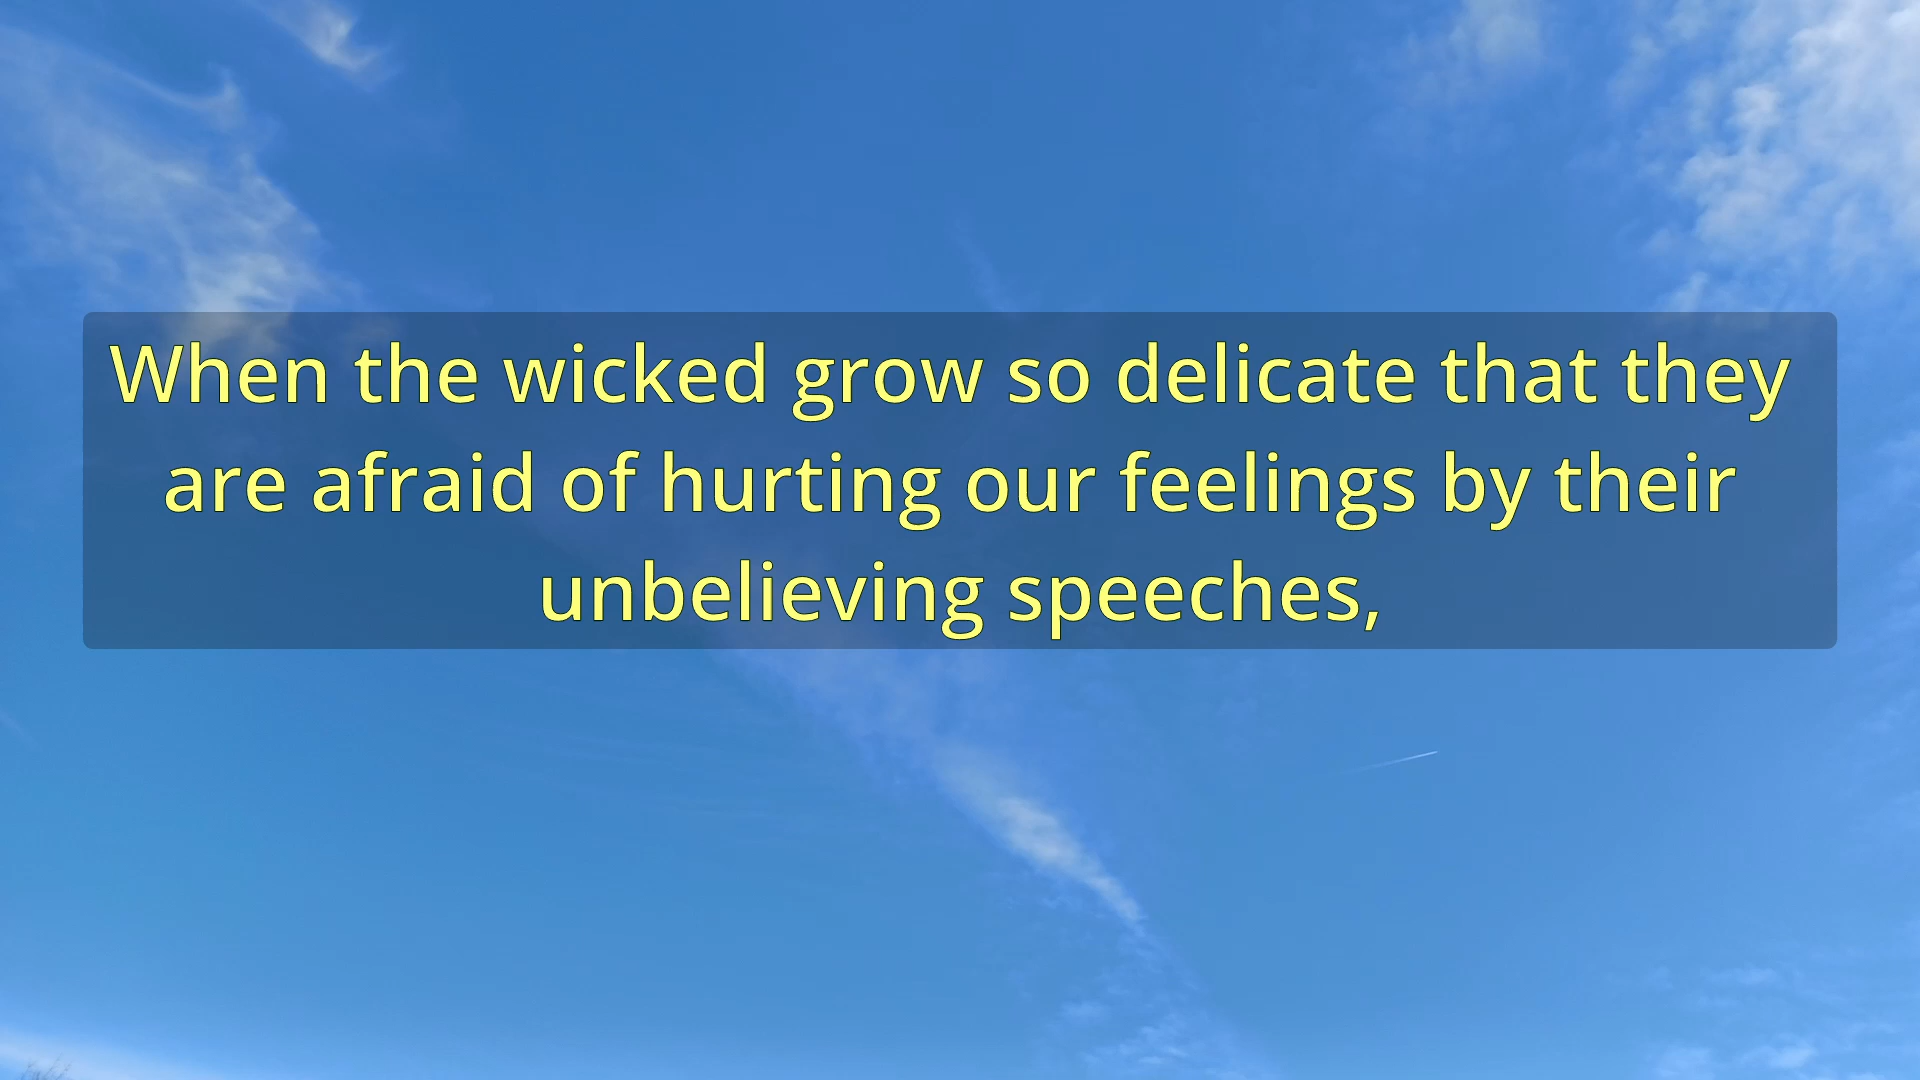 When the wicked grow so delicate that they
are afraid of hurting our feelings by their
unbelieving speeches,